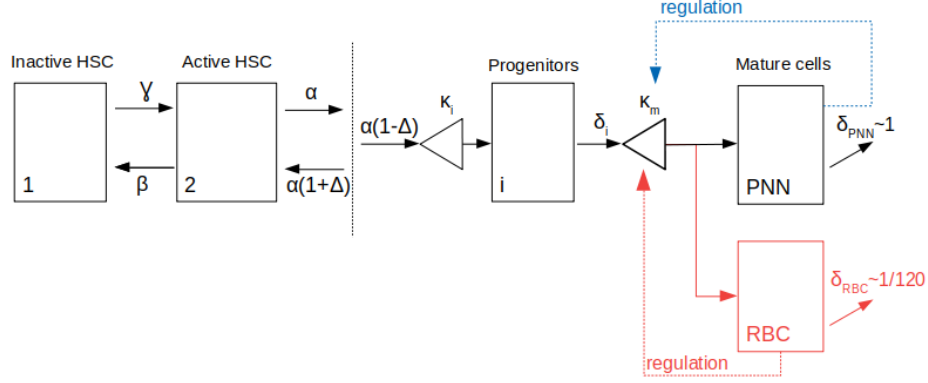 regulation
Inactive HSC
Active HSC
Progenitors
Mature cells
Ɣ
α
α(1-Δ)
κi
δi
κm
δPNN~1
β
α(1+Δ)
1
2
i
PNN
δRBC~1/120
RBC
regulation